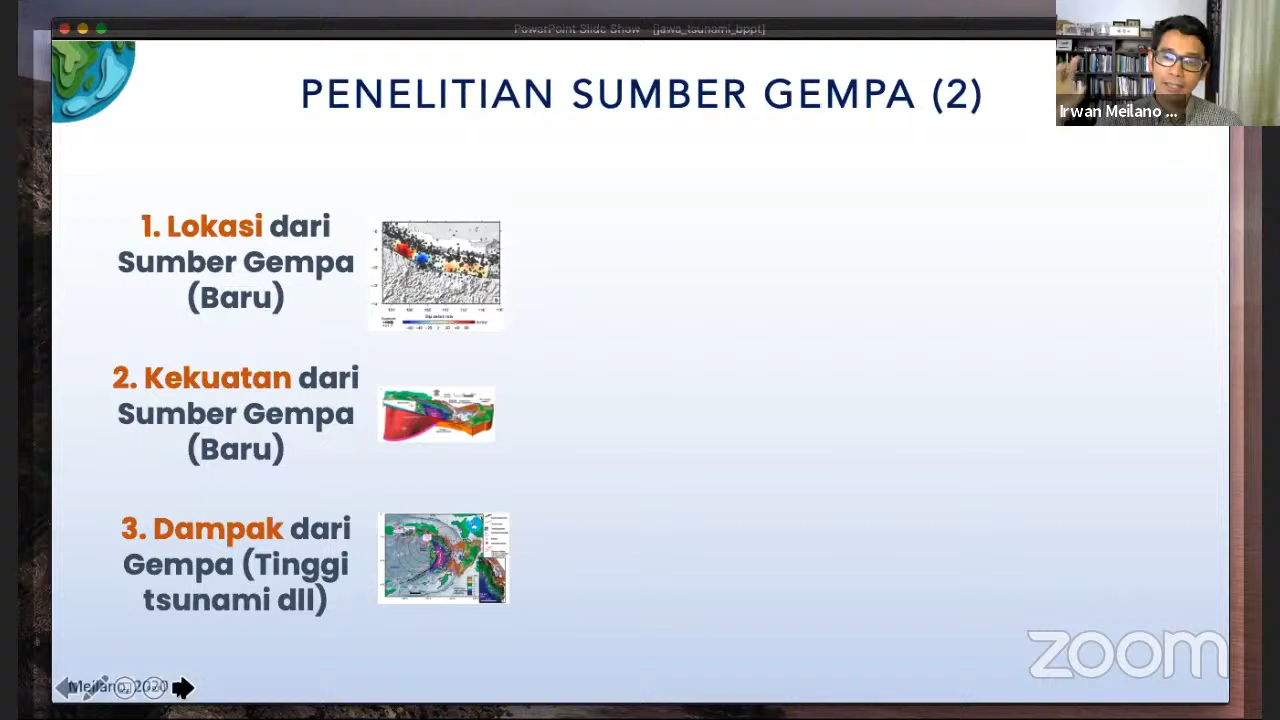 PowerPoint Slide Show - [jawa_tsunami_bppt]
PENELITIAN SUMBER GEMPA (2)
Irwan Meilano ...
1. Lokasi dari
Sumber Gempa
(Baru)
2. Kekuatan dari
Sumber Gempa
(Baru)
3. Dampak dari
Gempa (Tinggi
tsunami dll)
Meilano, 2020
zoom